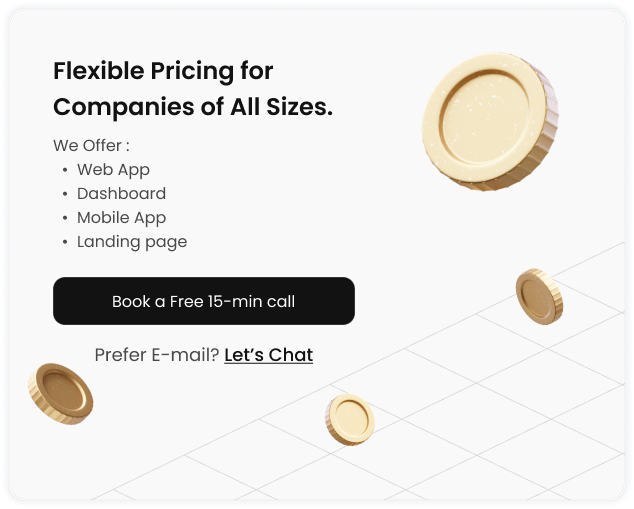 Flexible Pricing for
Companies of All Sizes.
We Offer :
• Web App
• Dashboard
• Mobile App
• Landing page
Book a Free 15-min call
Prefer E-mail? Let’s Chat